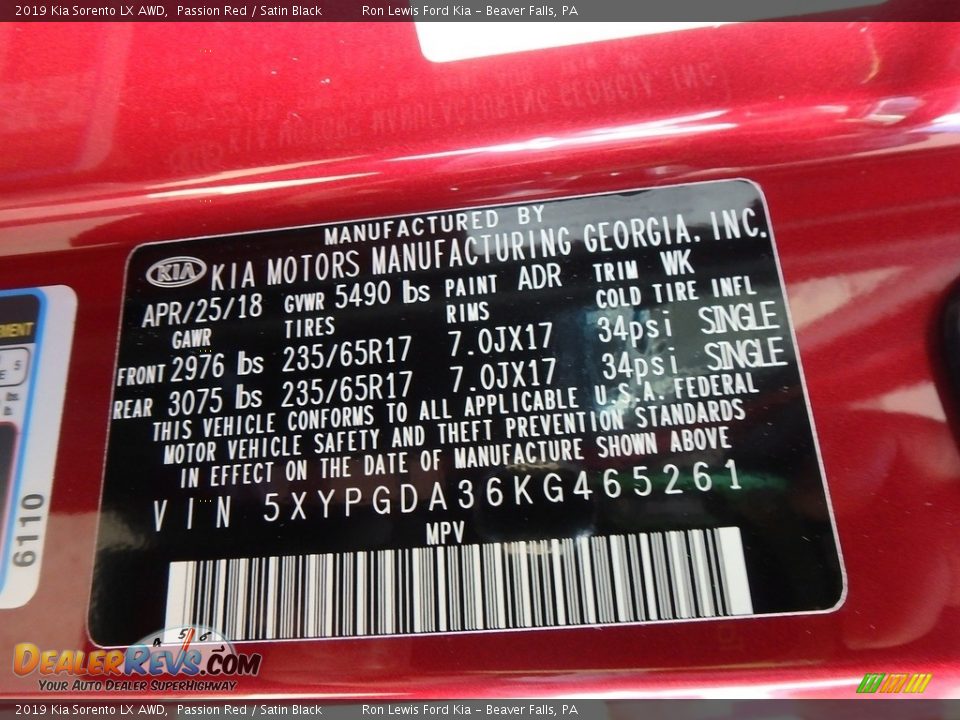 2019 Kia Sorento LX AWD, Passion Red / Satin Black Ron Lewis Ford Kia - Beaver Falls, PA
MANUFACTURED BY
KIA KIA MOTORS MANUFACTURING GEORGIA. INC.
APR/25/18 GVWR 5490 lbs PAINT ADR TRIM WK
GAWR TIRES RIMS COLD TIRE INFL
FRONT 2976 lbs 235/65R17 7.0JX17 34psi SINGLE
REAR 3075 lbs 235/65R17 7.0JX17 34psi SINGLE
THIS VEHICLE CONFORMS TO ALL APPLICABLE U.S.A. FEDERAL
MOTOR VEHICLE SAFETY AND THEFT PREVENTION STANDARDS
IN EFFECT ON THE DATE OF MANUFACTURE SHOWN ABOVE
VIN 5XYPGDA36KG465261
MPV
6110
4 5 6
DealerRevs.com
Your Auto Dealer SuperHighway
2019 Kia Sorento LX AWD, Passion Red / Satin Black Ron Lewis Ford Kia - Beaver Falls, PA